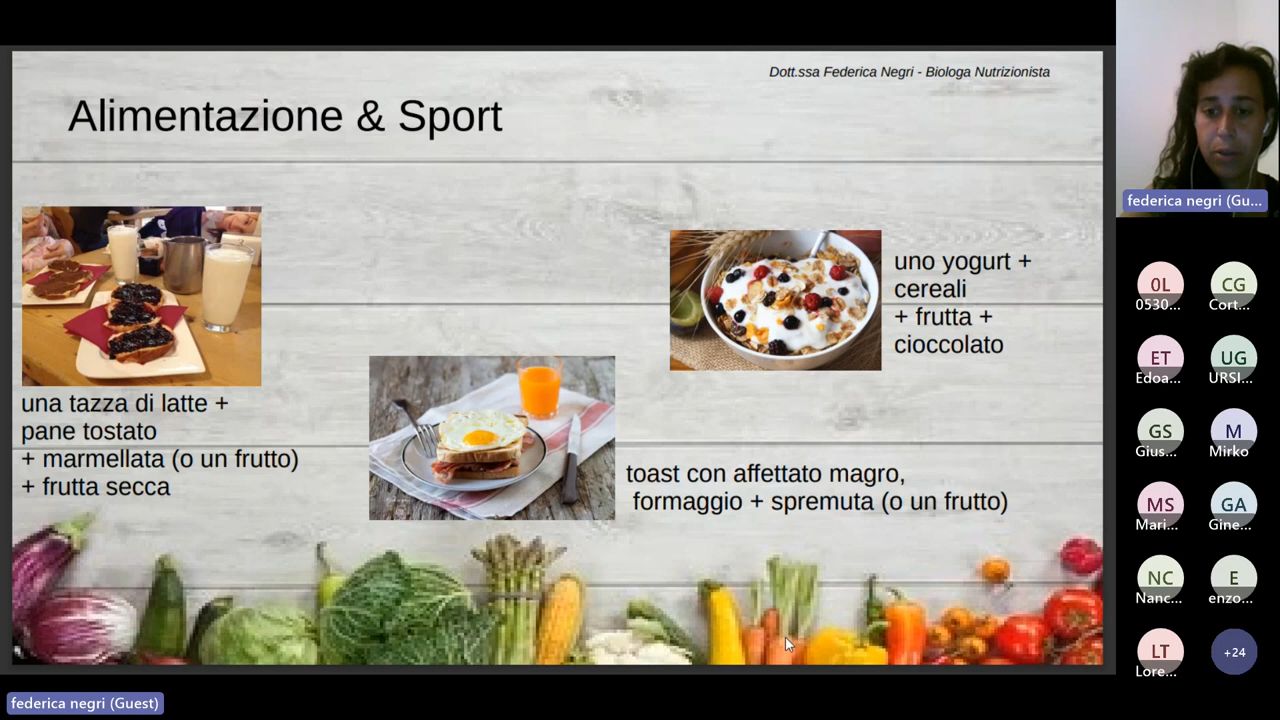 Dott.ssa Federica Negri - Biologa Nutrizionista
Alimentazione & Sport
uno yogurt +
cereali
+ frutta +
cioccolato
una tazza di latte +
pane tostato
+ marmellata (o un frutto)
+ frutta secca
toast con affettato magro,
formaggio + spremuta (o un frutto)
federica negri (Gu...
0L
0530...
CG
Cort...
ET
Edoa...
UG
URSI...
GS
Gius...
M
Mirko
MS
Mari...
GA
Gine...
NC
Nanc...
E
enzo...
LT
Lore...
+24
federica negri (Guest)